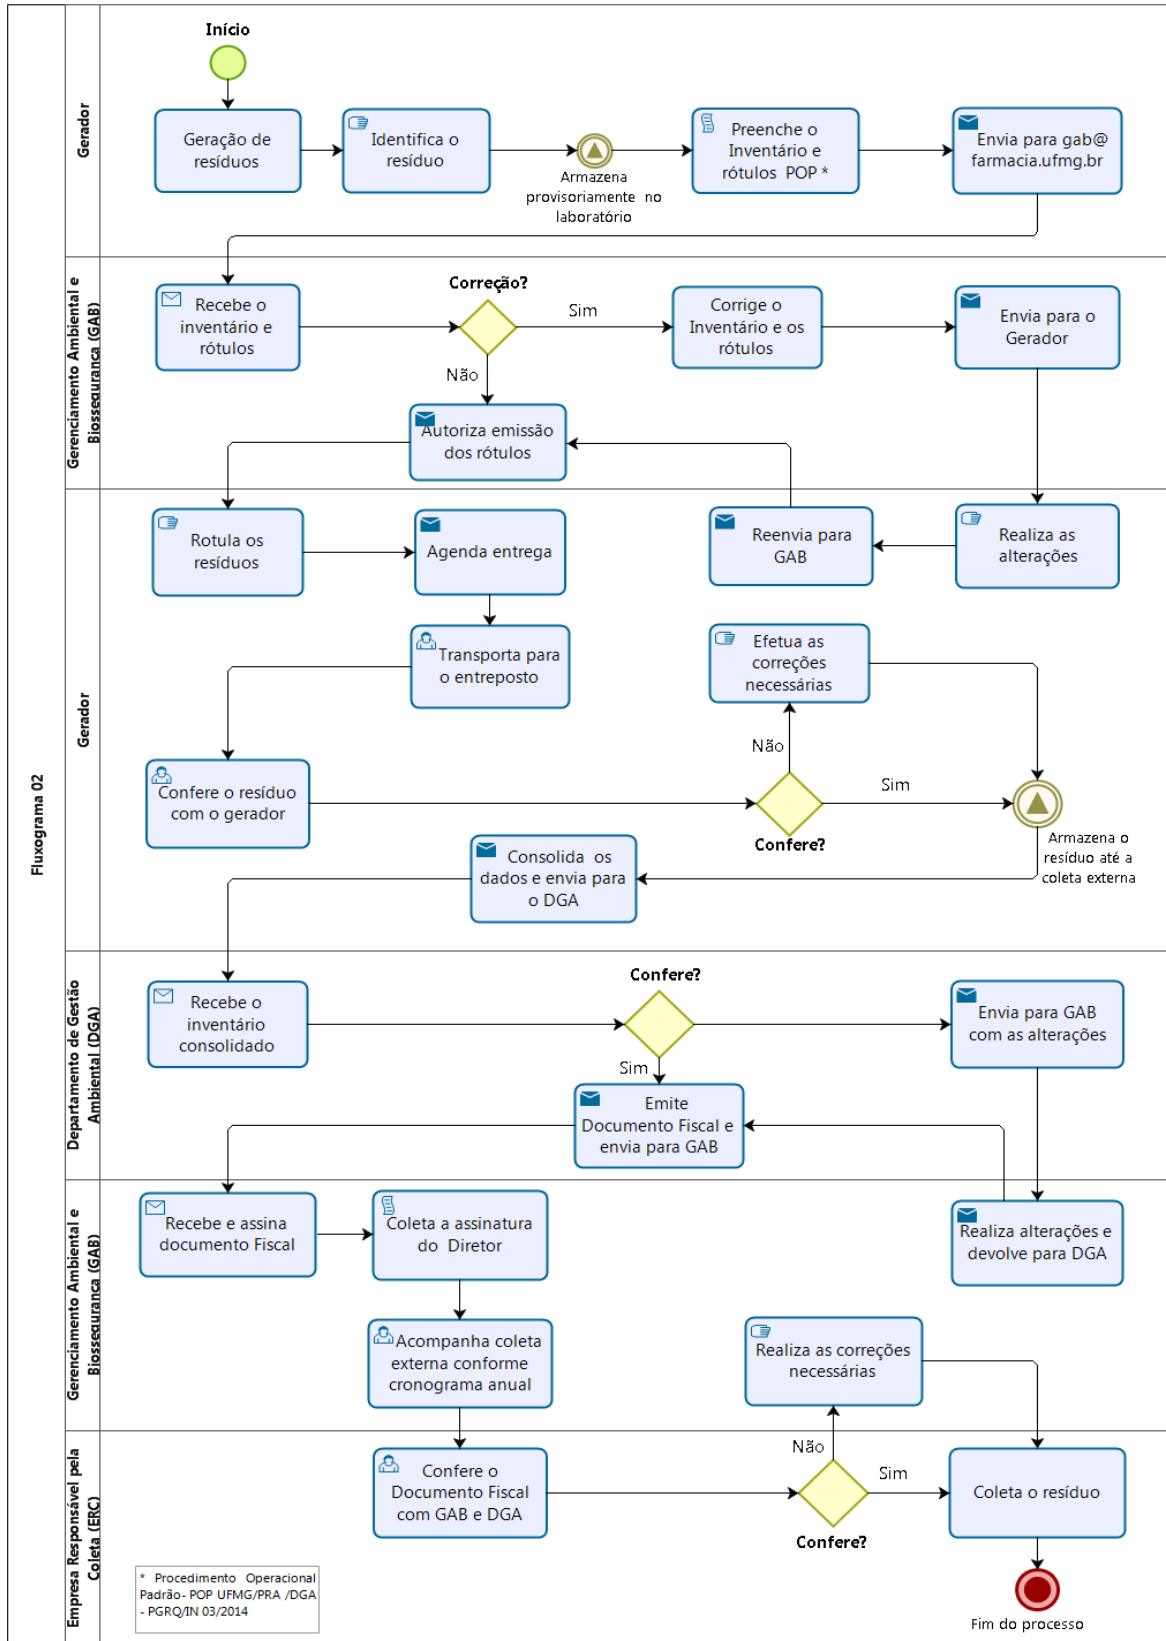 Fluxograma 02
Gerador
Início
Geração de
resíduos
Identifica o
resíduo
Armazena
provisoriamente no
laboratório
Preenche o
Inventário e
rótulos POP *
Envia para gab@
farmacia.ufmg.br
Gerenciamento Ambiental e
Biossegurança (GAB)
Recebe o
inventário e
rótulos
Correção?
Sim
Não
Corrige o
Inventário e os
rótulos
Envia para o
Gerador
Autoriza emissão
dos rótulos
Gerador
Rotula os
resíduos
Agenda entrega
Reenvia para
GAB
Realiza as
alterações
Transporta para
o entreposto
Efetua as
correções
necessárias
Não
Confere o resíduo
com o gerador
Sim
Confere?
Armazena o
resíduo até a
coleta externa
Consolida os
dados e envia para
o DGA
Departamento de Gestão
Ambiental (DGA)
Recebe o
inventário
consolidado
Confere?
Sim
Envia para GAB
com as alterações
Emite
Documento Fiscal e
envia para GAB
Gerenciamento Ambiental e
Biossegurança (GAB)
Recebe e assina
documento Fiscal
Coleta a assinatura
do Diretor
Realiza alterações e
devolve para DGA
Acompanha coleta
externa conforme
cronograma anual
Realiza as correções
necessárias
Empresa Responsável pela
Coleta (ERC)
Não
Confere o
Documento Fiscal
com GAB e DGA
Sim
Confere?
Coleta o resíduo
* Procedimento Operacional
Padrão- POP UFMG/PRA /DGA
- PGRQ/IN 03/2014
Fim do processo